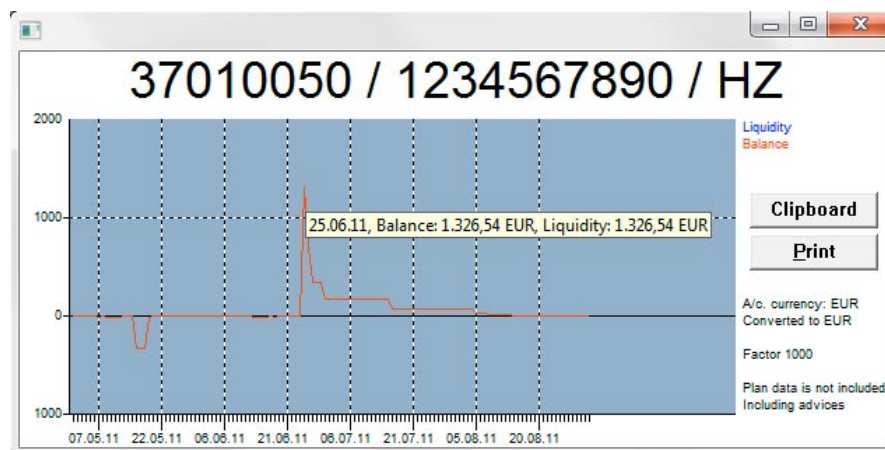 37010050 / 1234567890 / HZ
2000
1000
0
1000
07.05.11 22.05.11 06.06.11 21.06.11 06.07.11 21.07.11 05.08.11 20.08.11
25.06.11, Balance: 1.326,54 EUR, Liquidity: 1.326,54 EUR
Liquidity
Balance
Clipboard
Print
A/c. currency: EUR
Converted to EUR
Factor 1000
Plan data is not included
Including advices